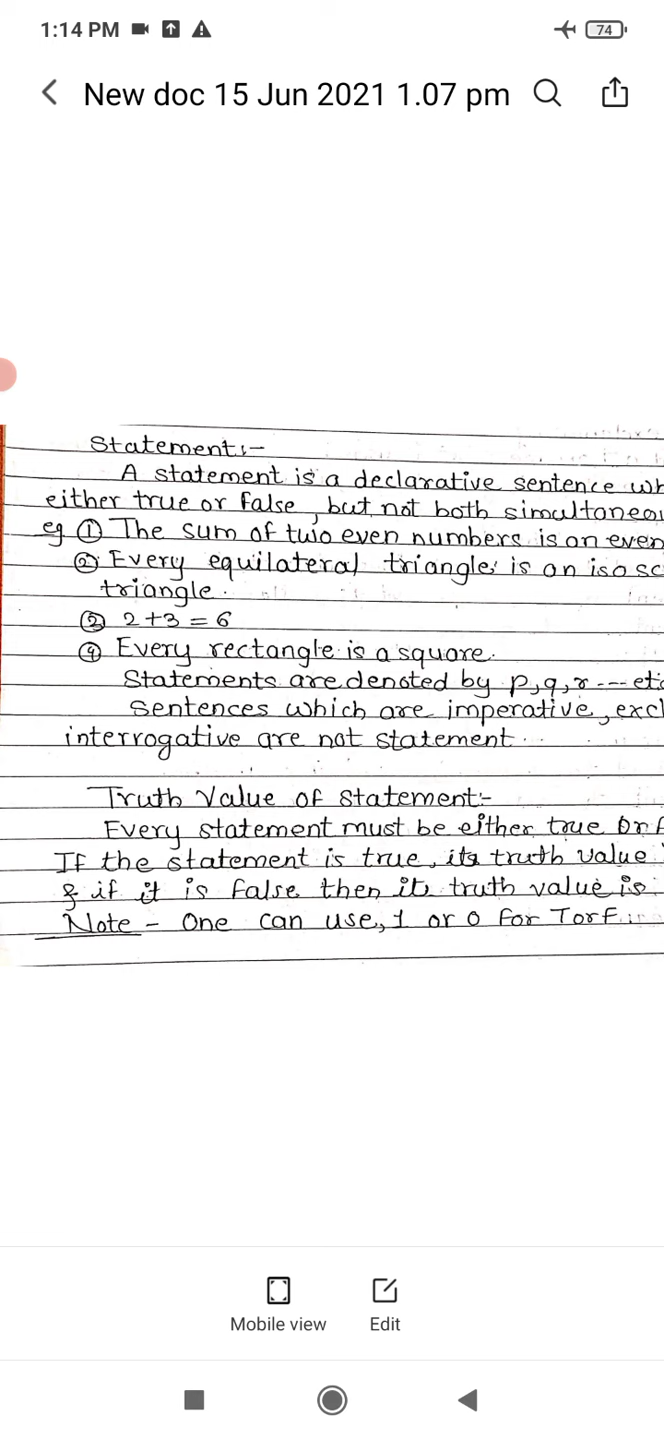 1:14 PM
74
New doc 15 Jun 2021 1.07 pm
Statement:-
A statement is a declarative sentence wh
either true or false, but not both simultaneou
eg ① The sum of two even numbers is an even
② Every equilateral triangle is an isosc
triangle.
③ 2+3 = 6
④ Every rectangle is a square.
Statements are denoted by p,q,r --- etc
Sentences which are imperative, excl
interrogative are not statement.
Truth Value of Statement:-
Every statement must be either true or f
If the statement is true, its truth value
& if it is false then its truth value is
Note - One can use, 1 or 0 for T or F.
Mobile view
Edit